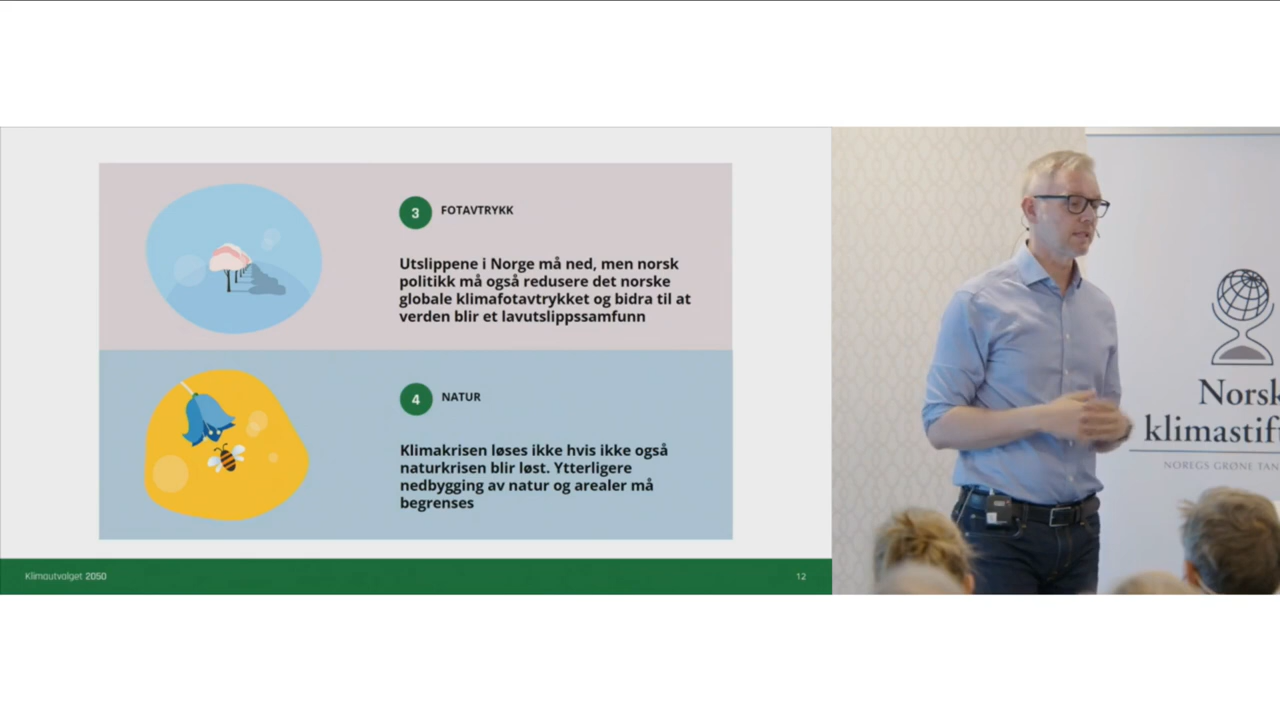 3 FOTAVTRYKK
Utslippene i Norge må ned, men norsk
politikk må også redusere det norske
globale klimafotavtrykket og bidra til at
verden blir et lavutslippssamfunn
4 NATUR
Klimakrisen løses ikke hvis ikke også
naturkrisen blir løst. Ytterligere
nedbygging av natur og arealer må
begrenses
Klimautvalget 2050
12
Norsk
klimastif
NOREGS GRØNE TAN